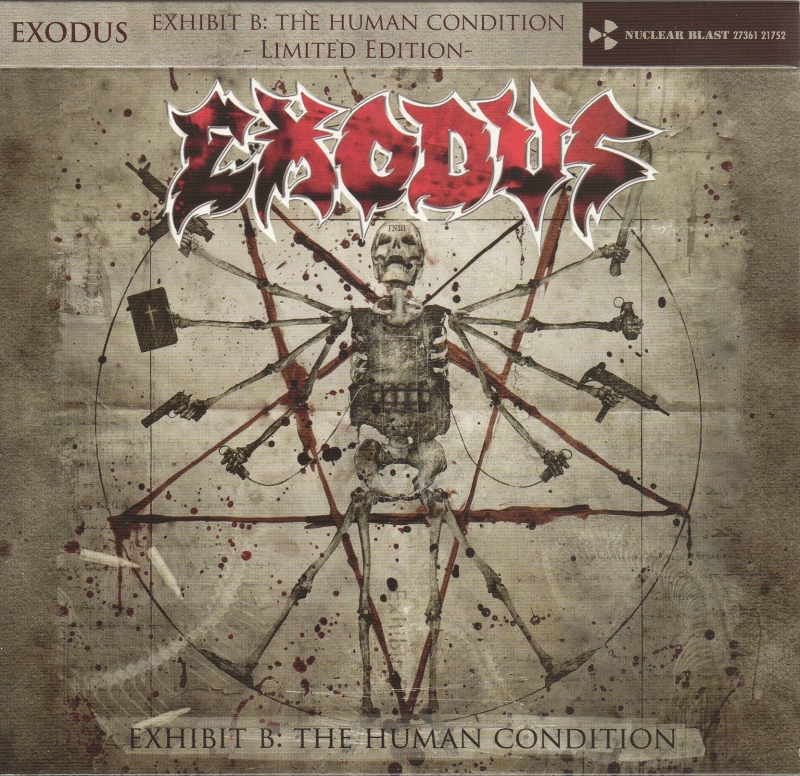 EXODUS
EXHIBIT B: THE HUMAN CONDITION
- LIMITED EDITION-
NUCLEAR BLAST 27361 21752
EXODUS
INRI
EXHIBIT B: THE HUMAN CONDITION